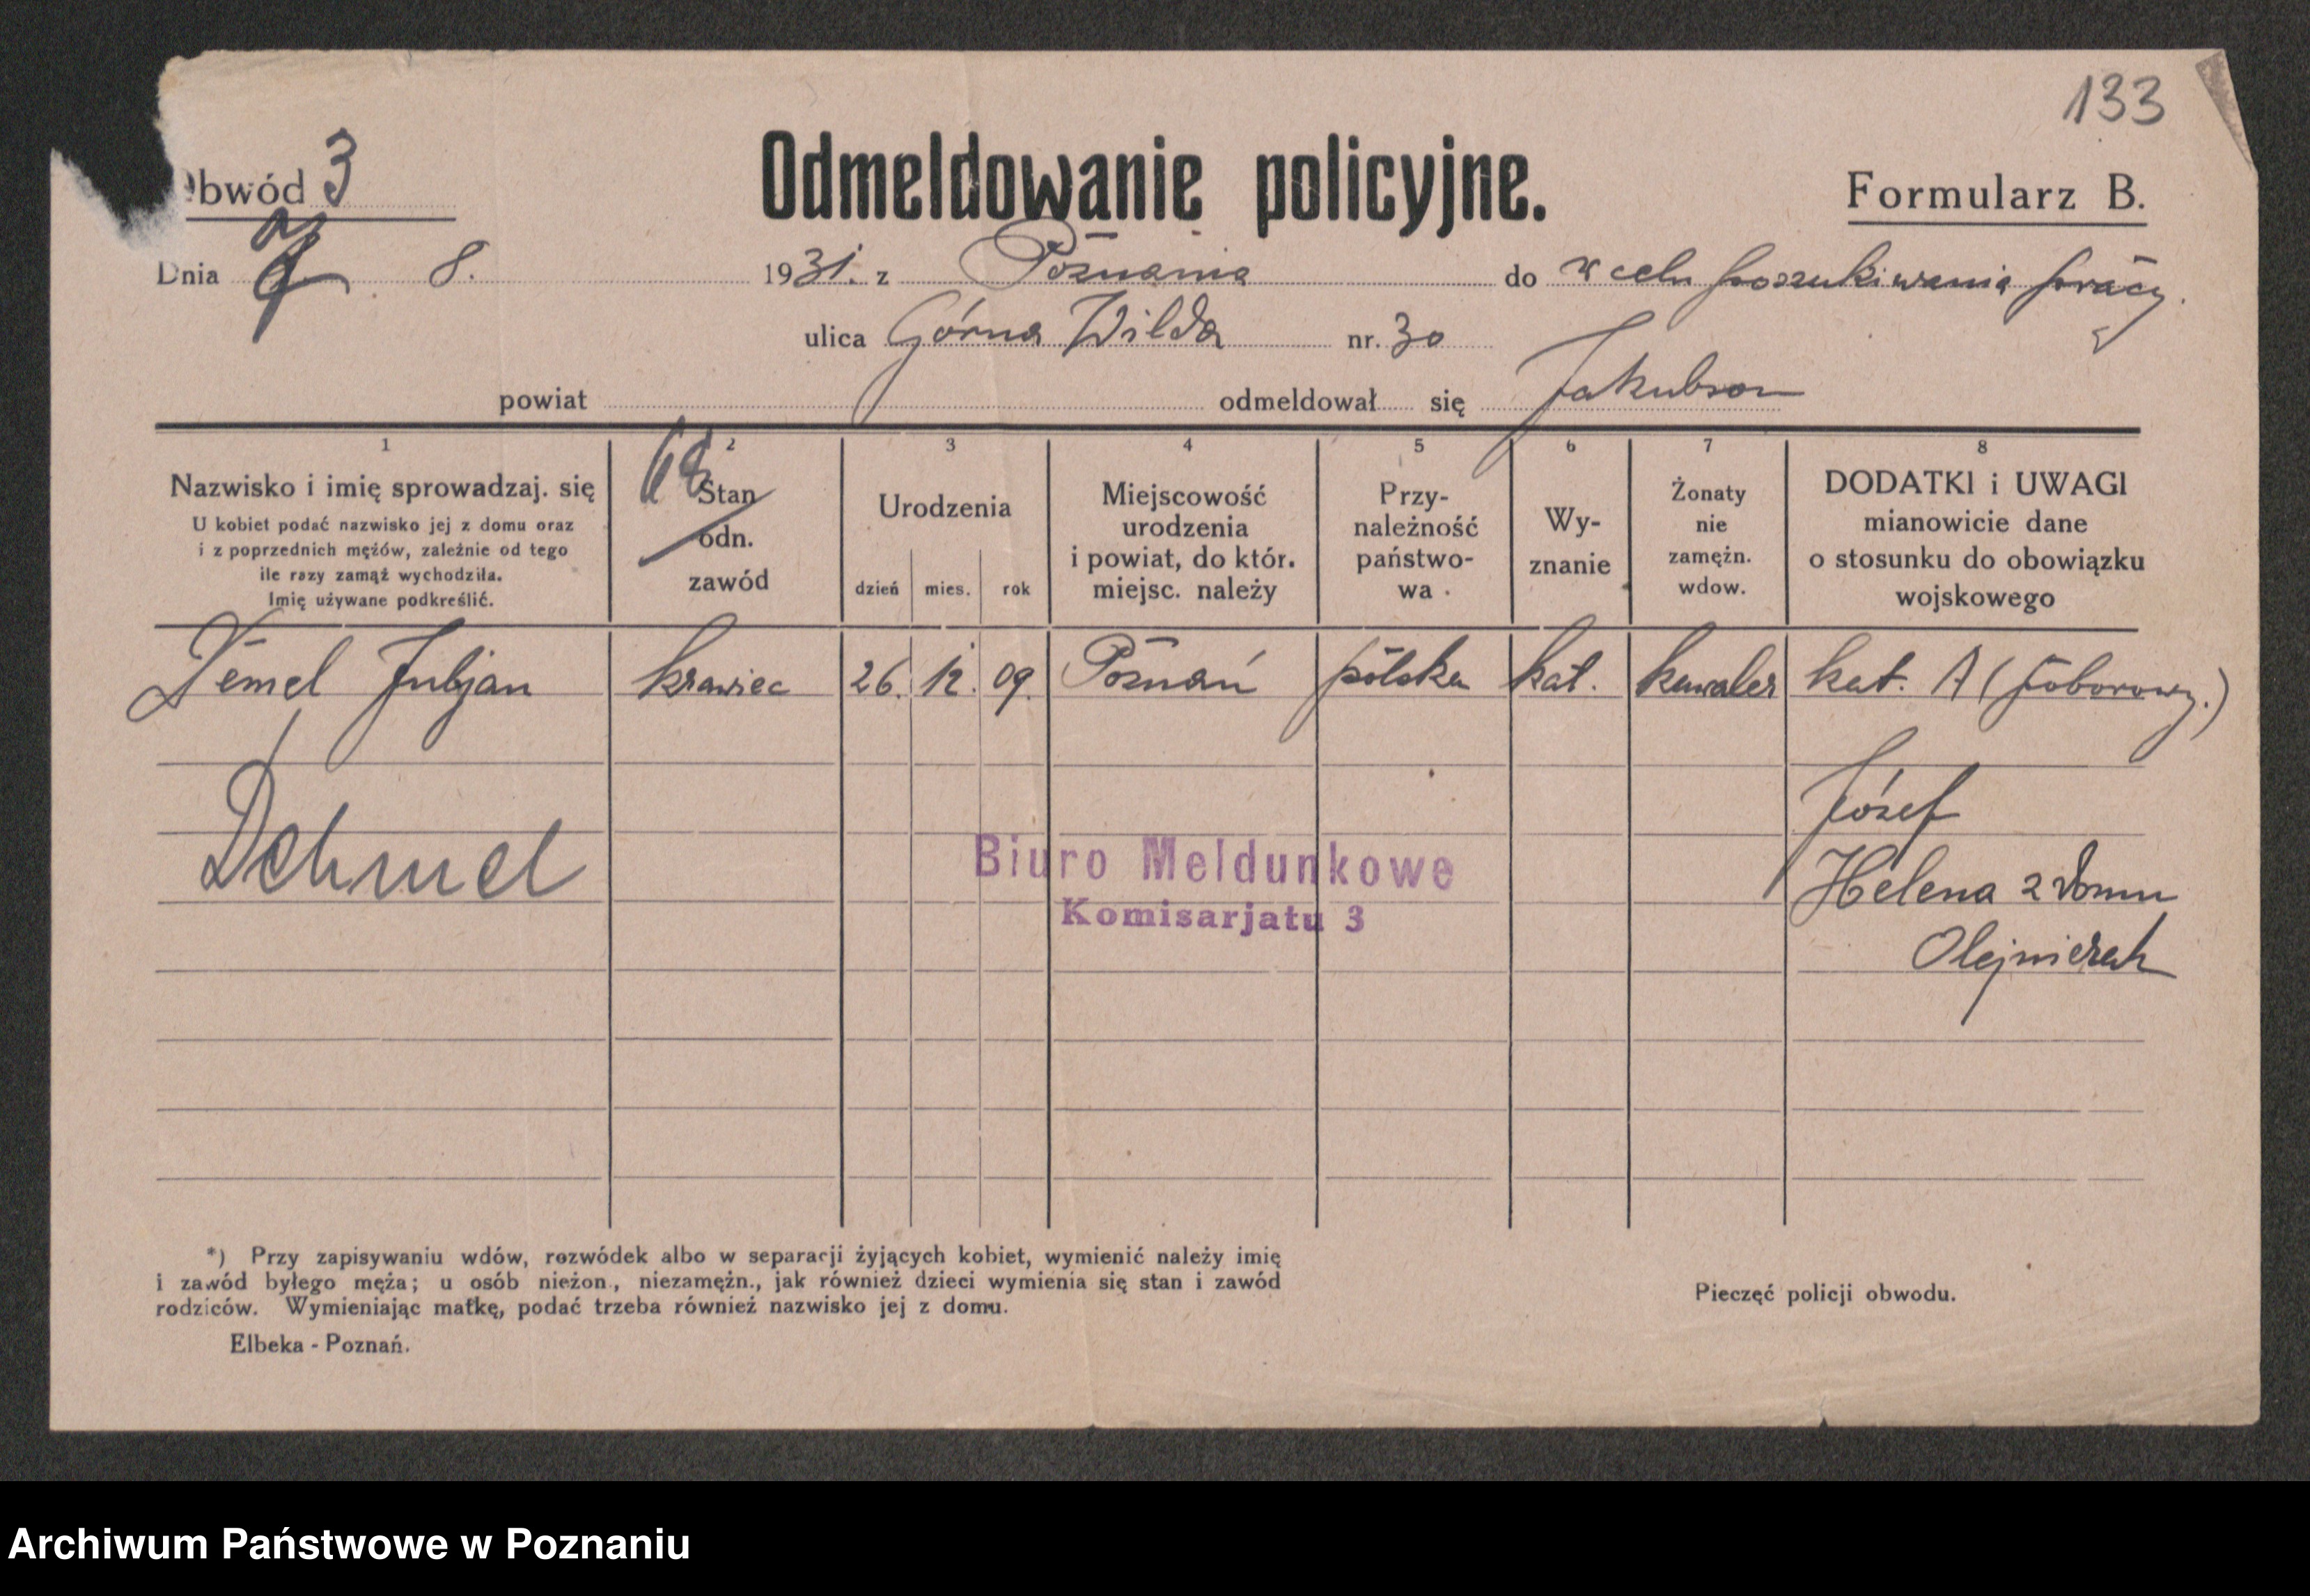 133
Obwód 3
Odmeldowanie policyjne.
Formularz B.
Dnia 8. 1931. z Poznania do w celu poszukiwania pracy.
ulica Górna Wilda nr. 30
powiat odmeldował się Jakubson
1 2 3 4 5 6 7 8
Nazwisko i imię sprowadzaj. się
U kobiet podać nazwisko jej z domu oraz
i z poprzednich mężów, zależnie od tego
ile razy zamąż wychodziła.
Imię używane podkreślić.
Stan
odn.
zawód
Urodzenia
dzień mies. rok
Miejscowość
urodzenia
i powiat, do któr.
miejsc. należy
Przy-
należność
państwo-
wa
Wy-
znanie
Żonaty
nie
zamężn.
wdow.
DODATKI i UWAGI
mianowicie dane
o stosunku do obowiązku
wojskowego
Demel Juljan krawiec 26. 12. 09. Poznań polska kat. kawaler kat. A (poborowy.)
Józef
Dehmel
Helena z domu
Olejniczak
Biuro Meldunkowe
Komisarjatu 3
*) Przy zapisywaniu wdów, rozwódek albo w separacji żyjących kobiet, wymienić należy imię
i zawód byłego męża; u osób nieżon., niezamężn., jak również dzieci wymienia się stan i zawód
rodziców. Wymieniając matkę, podać trzeba również nazwisko jej z domu.
Pieczęć policji obwodu.
Elbeka - Poznań.
Archiwum Państwowe w Poznaniu